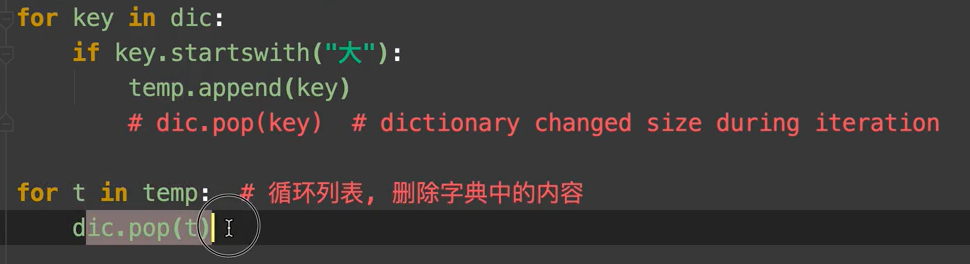 for key in dic:
    if key.startswith("大"):
        temp.append(key)
        # dic.pop(key)  # dictionary changed size during iteration
for t in temp:  # 循环列表, 删除字典中的内容
    dic.pop(t)